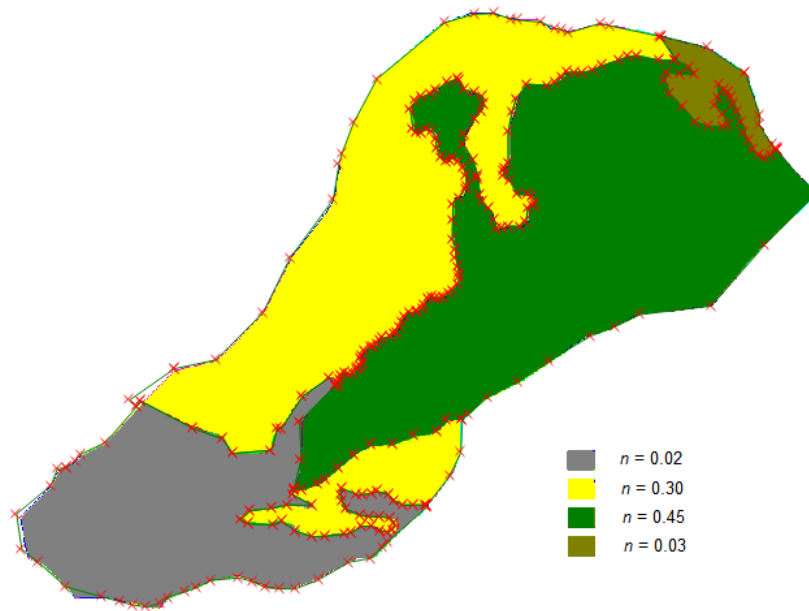 n = 0.02
n = 0.30
n = 0.45
n = 0.03